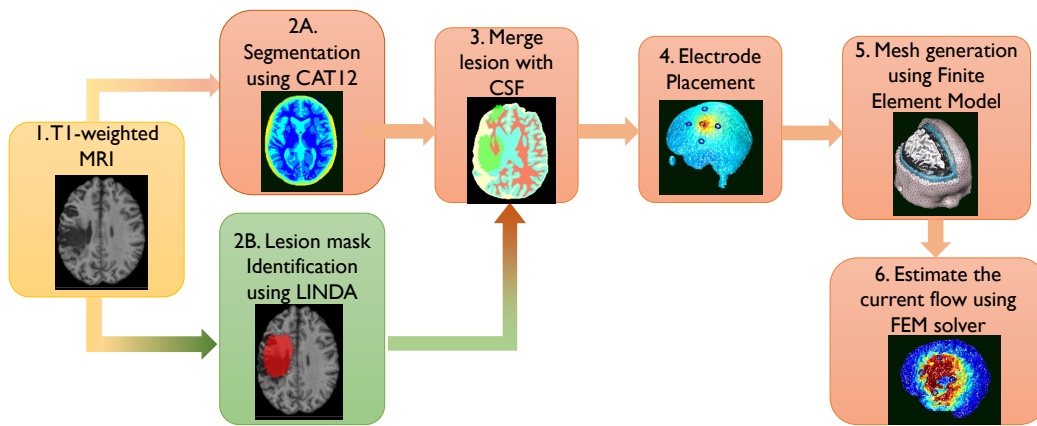 1.T1-weighted
MRI
2A.
Segmentation
using CAT12
2B. Lesion mask
Identification
using LINDA
3. Merge
lesion with
CSF
4. Electrode
Placement
5. Mesh generation
using Finite
Element Model
6. Estimate the
current flow using
FEM solver